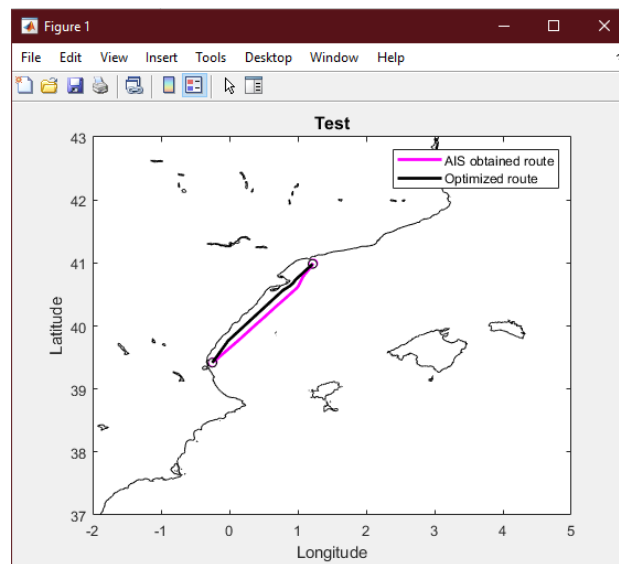 Figure 1
File Edit View Insert Tools Desktop Window Help
Test
AIS obtained route
Optimized route
43
42
41
40
39
38
37
Latitude
-2 -1 0 1 2 3 4 5
Longitude